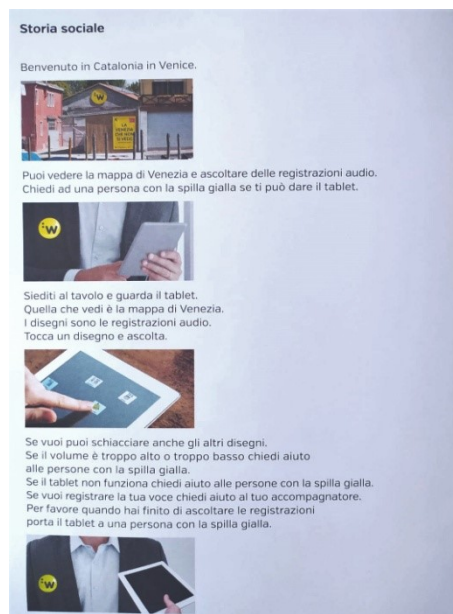 Storia sociale
Benvenuto in Catalonia in Venice.
:w
LA
VENEZIA
CHE NON
SI VEDE
Puoi vedere la mappa di Venezia e ascoltare delle registrazioni audio.
Chiedi ad una persona con la spilla gialla se ti può dare il tablet.
:w
Siediti al tavolo e guarda il tablet.
Quella che vedi è la mappa di Venezia.
I disegni sono le registrazioni audio.
Tocca un disegno e ascolta.
Se vuoi puoi schiacciare anche gli altri disegni.
Se il volume è troppo alto o troppo basso chiedi aiuto
alle persone con la spilla gialla.
Se il tablet non funziona chiedi aiuto alle persone con la spilla gialla.
Se vuoi registrare la tua voce chiedi aiuto al tuo accompagnatore.
Per favore quando hai finito di ascoltare le registrazioni
porta il tablet a una persona con la spilla gialla.
:w